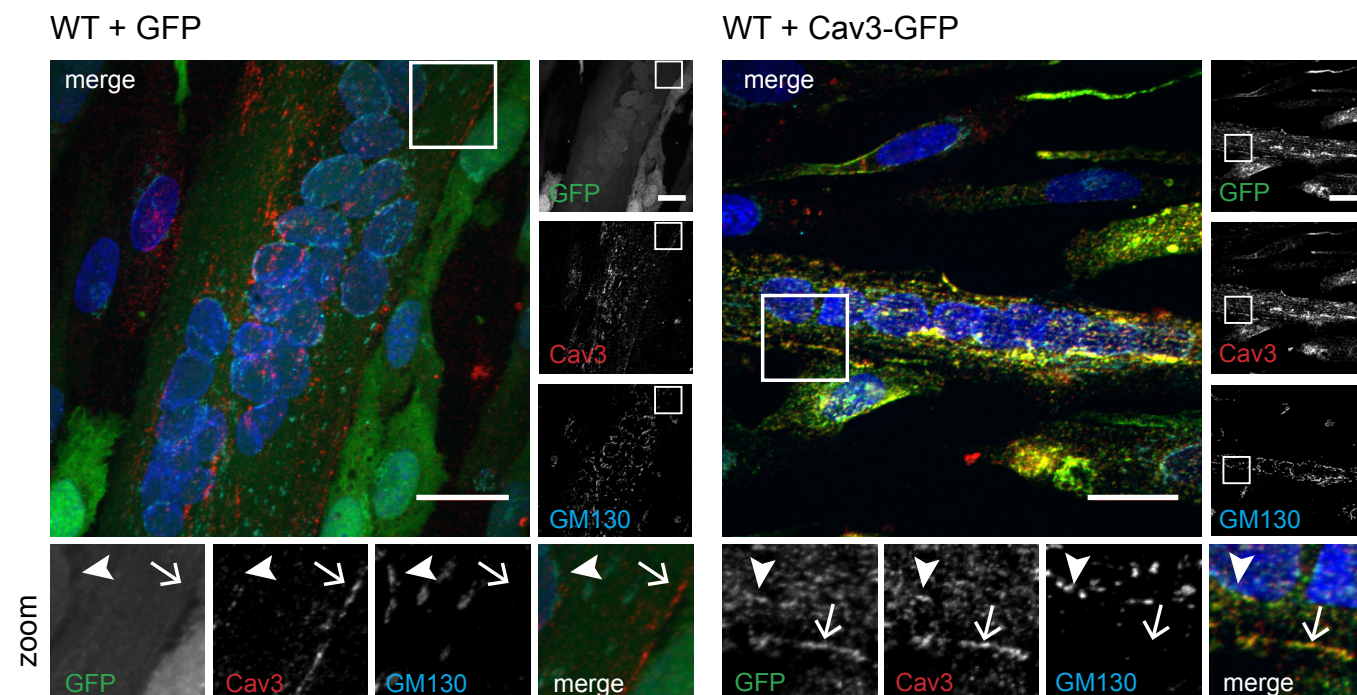 WT + GFP
WT + Cav3-GFP
merge
GFP
Cav3
GM130
merge
GFP
Cav3
GM130
zoom
GFP
Cav3
GM130
merge
GFP
Cav3
GM130
merge